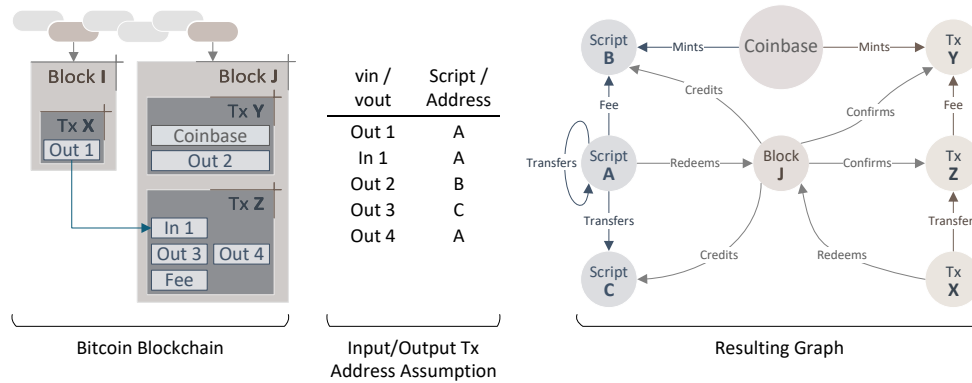 Block I
Tx X
Out 1
Block J
Tx Y
Coinbase
Out 2
Tx Z
In 1
Out 3 Out 4
Fee
Bitcoin Blockchain
vin / Script /
vout Address
Out 1 A
In 1 A
Out 2 B
Out 3 C
Out 4 A
Input/Output Tx
Address Assumption
Script
B
Mints
Coinbase
Mints
Tx
Y
Fee
Credits
Confirms
Fee
Transfers
Script
A
Redeems
Block
J
Confirms
Tx
Z
Transfers
Credits
Redeems
Transfer
Script
C
Tx
X
Resulting Graph